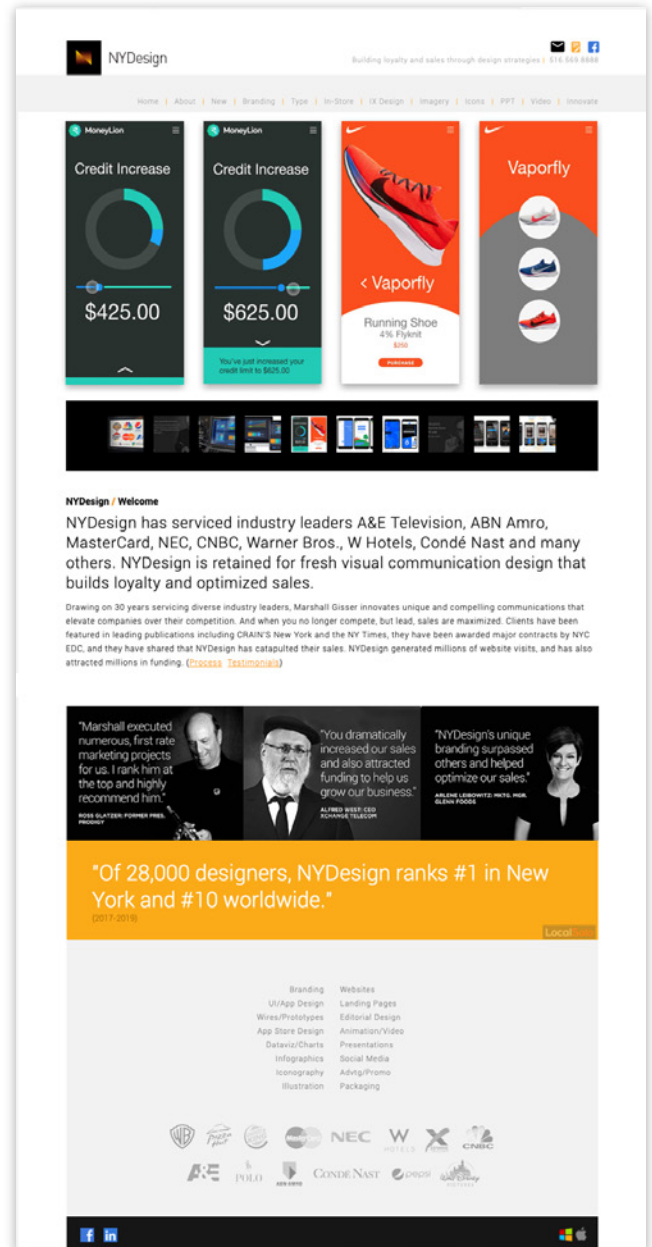 NYDesign
Building loyalty and sales through design strategies | 516.569.8888
Home | About | New | Branding | Type | In-Store | IX Design | Imagery | Icons | PPT | Video | Innovate
MoneyLion
Credit Increase
$425.00
MoneyLion
Credit Increase
$625.00
You've just increased your
credit limit to $625.00
< Vaporfly
Running Shoe
4% Flyknit
$250
PURCHASE
Vaporfly
NYDesign / Welcome
NYDesign has serviced industry leaders A&E Television, ABN Amro,
MasterCard, NEC, CNBC, Warner Bros., W Hotels, Condé Nast and many
others. NYDesign is retained for fresh visual communication design that
builds loyalty and optimized sales.
Drawing on 30 years servicing diverse industry leaders, Marshall Gisser innovates unique and compelling communications that
elevate companies over their competition. And when you no longer compete, but lead, sales are maximized. Clients have been
featured in leading publications including CRAIN'S New York and the NY Times, they have been awarded major contracts by NYC
EDC, and they have shared that NYDesign has catapulted their sales. NYDesign generated millions of website visits, and has also
attracted millions in funding. (Process Testimonials)
"Marshall executed
numerous, first rate
marketing projects
for us. I rank him at
the top and highly
recommend him."
ROSS GLATZER: FORMER PRES.
PRODIGY
"You dramatically
increased our sales
and also attracted
funding to help us
grow our business."
ALFRED WEST: CEO
XCHANGE TELECOM
"NYDesign's unique
branding surpassed
others and helped
optimize our sales."
ARLENE LEIBOWITZ: MKTG. MGR.
GLENN FOODS
"Of 28,000 designers, NYDesign ranks #1 in New
York and #10 worldwide."
(2017-2019)
Local
Branding
UI/App Design
Wires/Prototypes
App Store Design
Dataviz/Charts
Infographics
Iconography
Illustration
Websites
Landing Pages
Editorial Design
Animation/Video
Presentations
Social Media
Advtg/Promo
Packaging
WB
Pizza Hut
MasterCard
NEC
W
HOTELS
X
CNBC
A&E
POLO
ABN AMRO
CONDÉ NAST
pepsi
Walt Disney
PICTURES